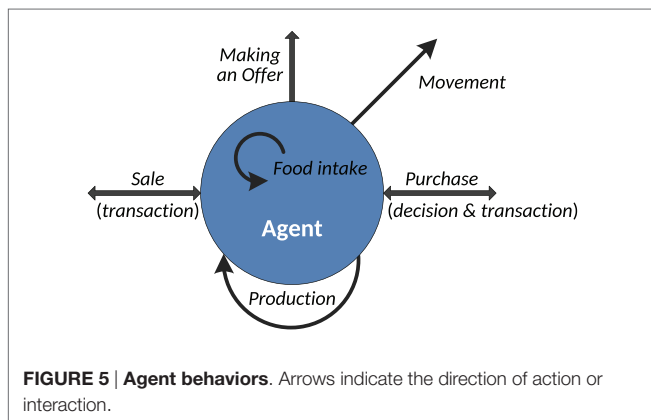 Making
an Offer
Movement
Food intake
Sale
(transaction)
Purchase
(decision & transaction)
Agent
Production
FIGURE 5 | Agent behaviors. Arrows indicate the direction of action or
interaction.